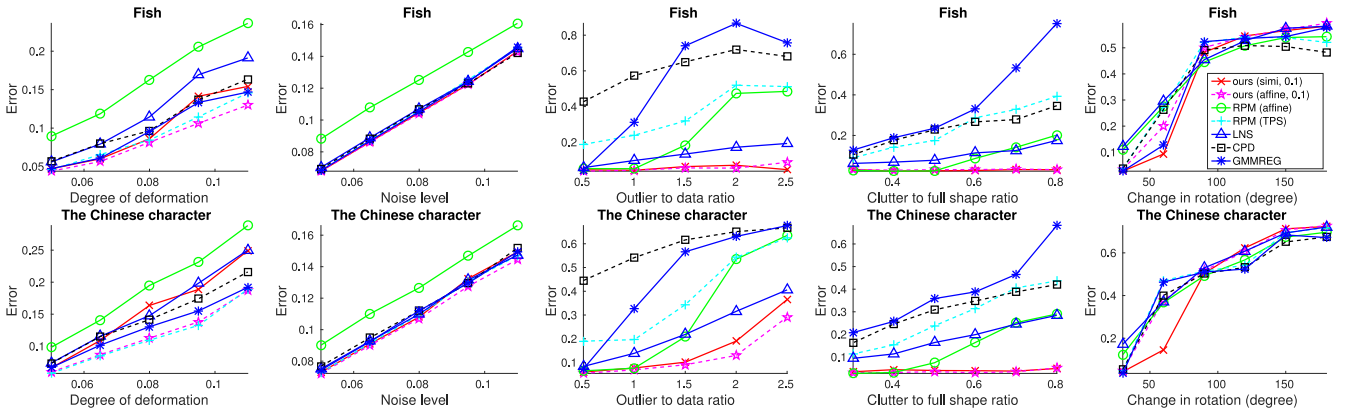 Fish
Fish
Fish
Fish
Fish
Error
0.2
0.15
0.1
0.05
0.06 0.08 0.1
Degree of deformation
Error
0.16
0.14
0.12
0.1
0.08
0.06 0.08 0.1
Noise level
Error
0.8
0.6
0.4
0.2
0.5 1 1.5 2 2.5
Outlier to data ratio
Error
0.6
0.4
0.2
0.4 0.6 0.8
Clutter to full shape ratio
Error
0.5
0.4
0.3
0.2
0.1
50 100 150
Change in rotation (degree)
ours (simi, 0.1)
ours (affine, 0.1)
RPM (affine)
RPM (TPS)
LNS
CPD
GMMREG
The Chinese character
The Chinese character
The Chinese character
The Chinese character
The Chinese character
Error
0.25
0.2
0.15
0.1
0.06 0.08 0.1
Degree of deformation
Error
0.16
0.14
0.12
0.1
0.08
0.06 0.08 0.1
Noise level
Error
0.6
0.5
0.4
0.3
0.2
0.1
0.5 1 1.5 2 2.5
Outlier to data ratio
Error
0.6
0.5
0.4
0.3
0.2
0.1
0.4 0.6 0.8
Clutter to full shape ratio
Error
0.6
0.4
0.2
50 100 150
Change in rotation (degree)